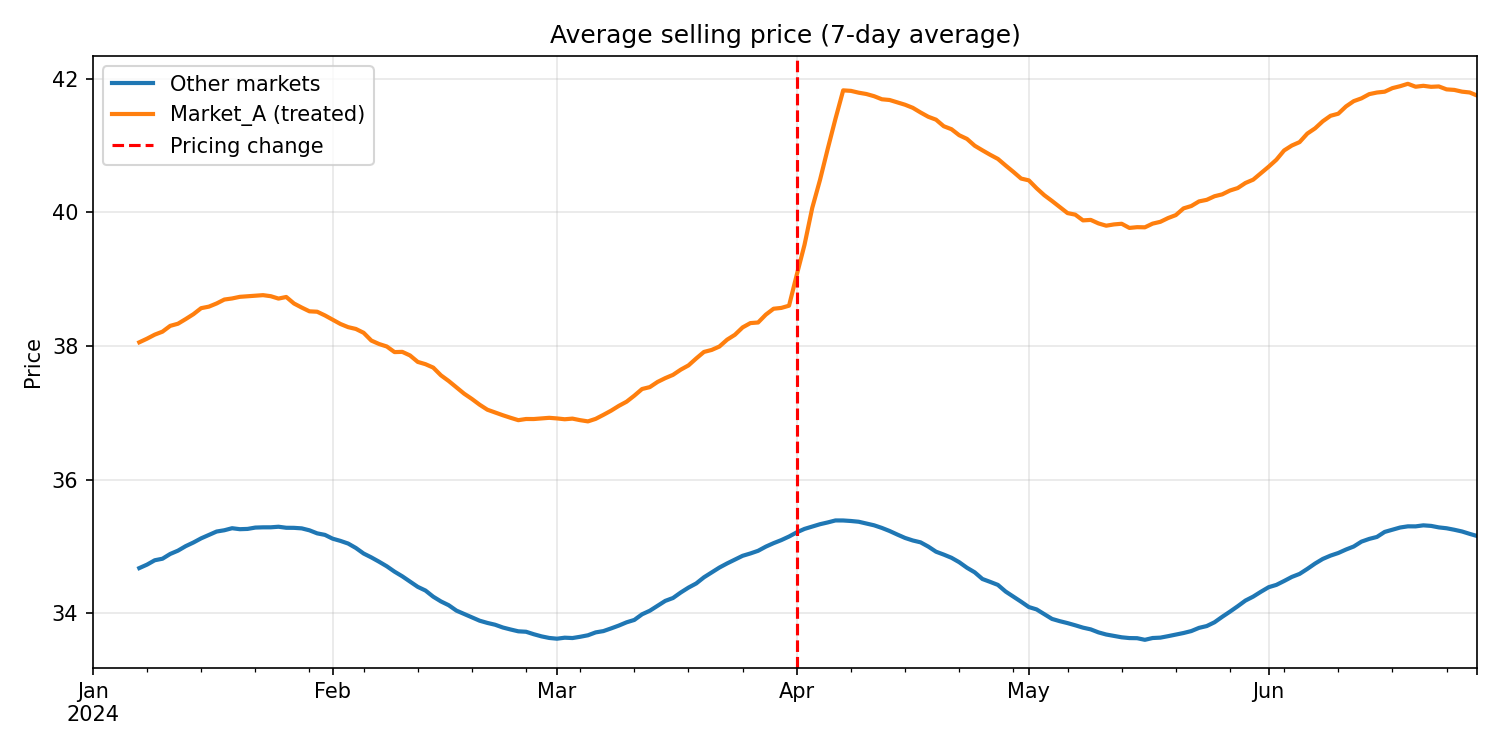 Average selling price (7-day average)
Other markets
Market_A (treated)
Pricing change
Price
42
40
38
36
34
Jan
2024
Feb
Mar
Apr
May
Jun